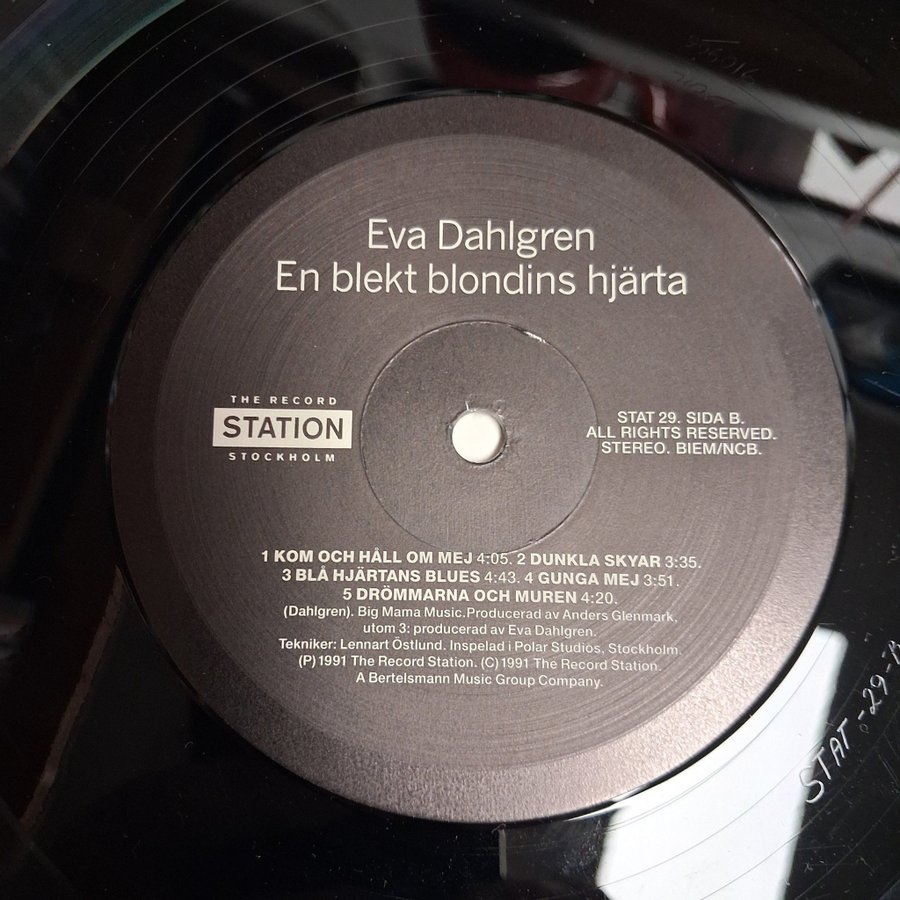 Eva Dahlgren
En blekt blondins hjärta
THE RECORD
STATION
STOCKHOLM
STAT 29. SIDA B.
ALL RIGHTS RESERVED.
STEREO. BIEM/NCB.
1 KOM OCH HÅLL OM MEJ 4:05. 2 DUNKLA SKYAR 3:35.
3 BLÅ HJÄRTANS BLUES 4:43. 4 GUNGA MEJ 3:51.
5 DRÖMMARNA OCH MUREN 4:20.
(Dahlgren). Big Mama Music.Producerad av Anders Glenmark,
utom 3: producerad av Eva Dahlgren.
Tekniker: Lennart Östlund. Inspelad i Polar Studios, Stockholm.
(P) 1991 The Record Station. (C) 1991 The Record Station.
A Bertelsmann Music Group Company.
STAT-29-